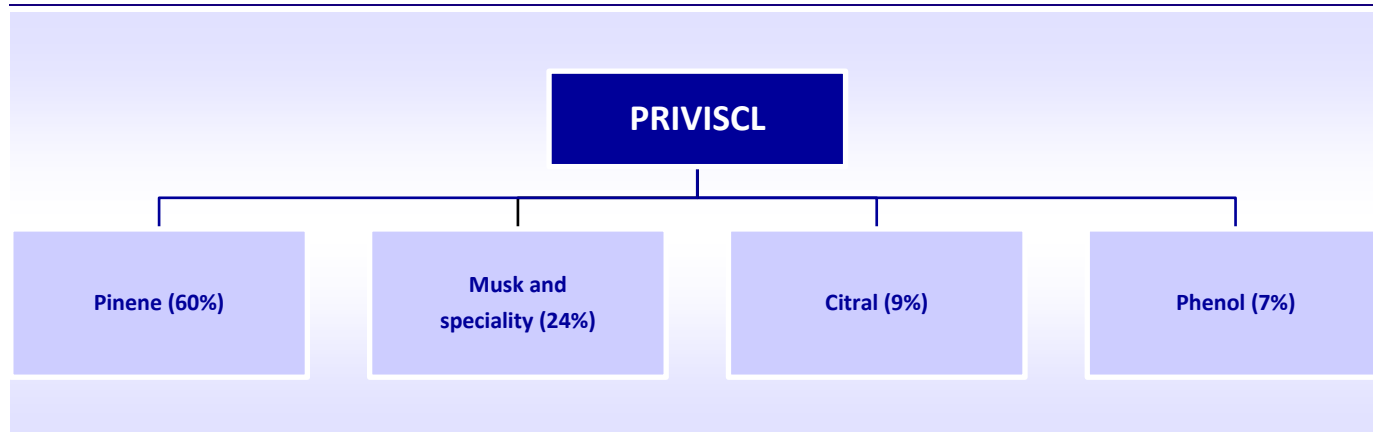 PRIVISCL
Pinene (60%)
Musk and
speciality (24%)
Citral (9%)
Phenol (7%)